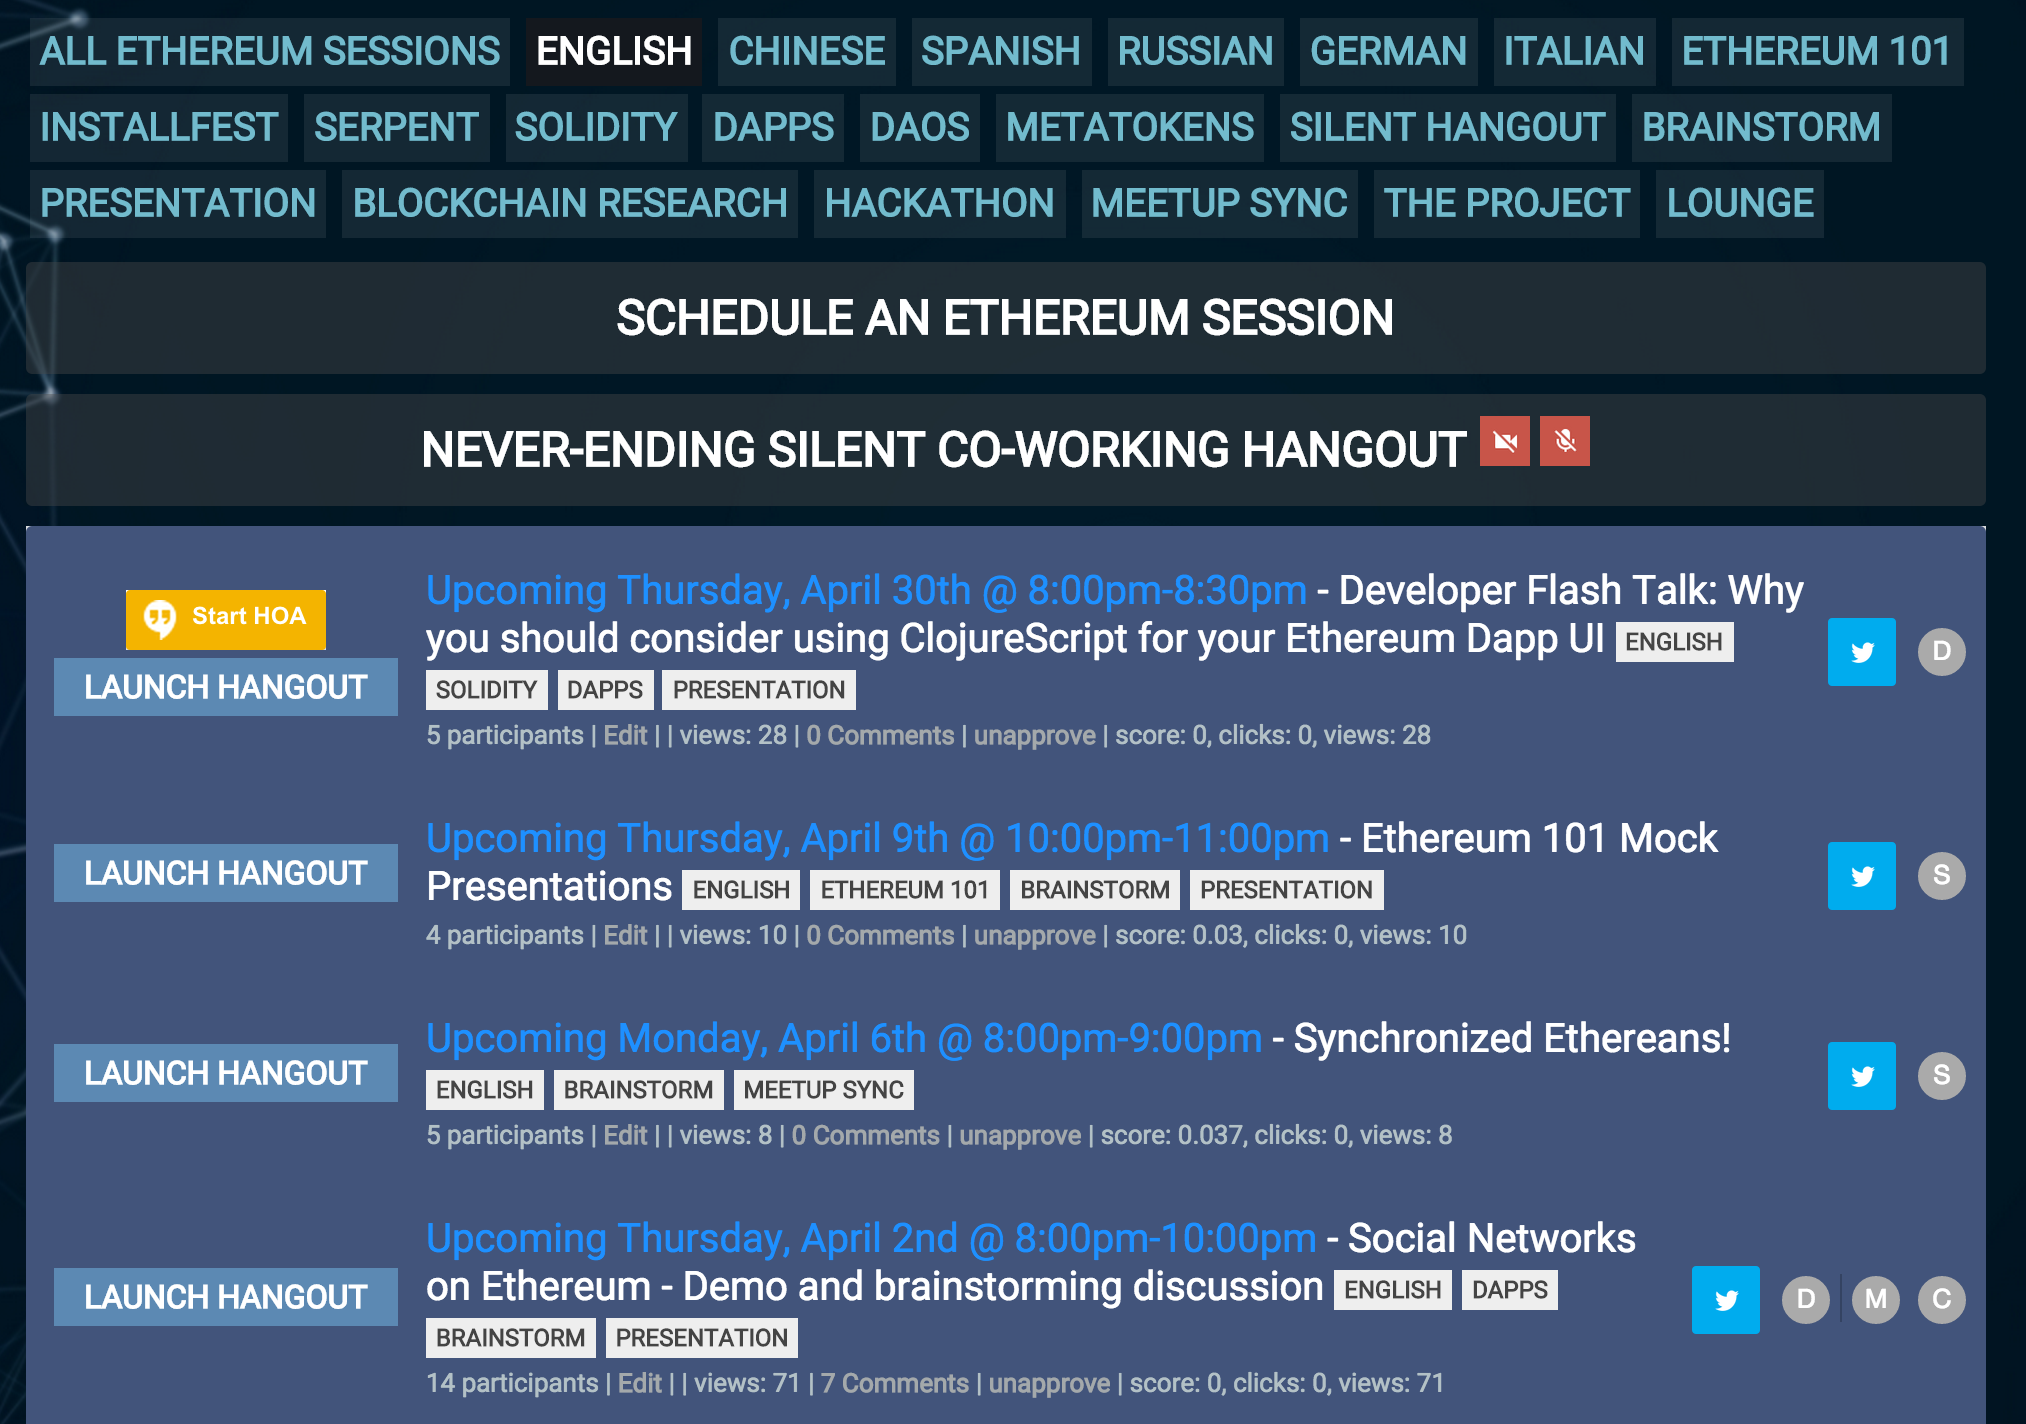 ALL ETHEREUM SESSIONS ENGLISH CHINESE SPANISH RUSSIAN GERMAN ITALIAN ETHEREUM 101
INSTALLFEST SERPENT SOLIDITY DAPPS DAOS METATOKENS SILENT HANGOUT BRAINSTORM
PRESENTATION BLOCKCHAIN RESEARCH HACKATHON MEETUP SYNC THE PROJECT LOUNGE
SCHEDULE AN ETHEREUM SESSION
NEVER-ENDING SILENT CO-WORKING HANGOUT
Start HOA
LAUNCH HANGOUT
Upcoming Thursday, April 30th @ 8:00pm-8:30pm - Developer Flash Talk: Why
you should consider using ClojureScript for your Ethereum Dapp UI ENGLISH
SOLIDITY DAPPS PRESENTATION
5 participants | Edit | | views: 28 | 0 Comments | unapprove | score: 0, clicks: 0, views: 28
D
LAUNCH HANGOUT
Upcoming Thursday, April 9th @ 10:00pm-11:00pm - Ethereum 101 Mock
Presentations ENGLISH ETHEREUM 101 BRAINSTORM PRESENTATION
4 participants | Edit | | views: 10 | 0 Comments | unapprove | score: 0.03, clicks: 0, views: 10
S
LAUNCH HANGOUT
Upcoming Monday, April 6th @ 8:00pm-9:00pm - Synchronized Ethereans!
ENGLISH BRAINSTORM MEETUP SYNC
5 participants | Edit | | views: 8 | 0 Comments | unapprove | score: 0.037, clicks: 0, views: 8
S
LAUNCH HANGOUT
Upcoming Thursday, April 2nd @ 8:00pm-10:00pm - Social Networks
on Ethereum - Demo and brainstorming discussion ENGLISH DAPPS
BRAINSTORM PRESENTATION
14 participants | Edit | | views: 71 | 7 Comments | unapprove | score: 0, clicks: 0, views: 71
D M C